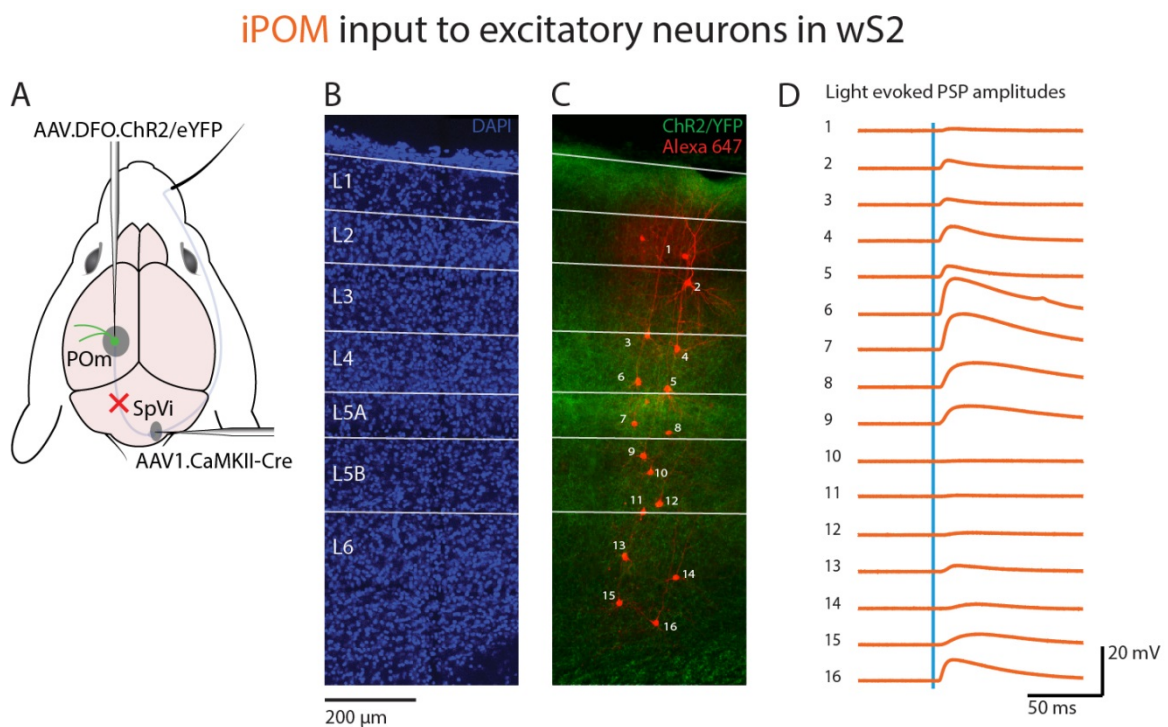 iPOM input to excitatory neurons in wS2
A
AAV.DFO.ChR2/eYFP
POm
SpVi
AAV1.CaMKII-Cre
B
DAPI
L1
L2
L3
L4
L5A
L5B
L6
200 µm
C
ChR2/YFP
Alexa 647
1
2
3
4
6
5
7
8
9
10
11
12
13
14
15
16
D
Light evoked PSP amplitudes
1
2
3
4
5
6
7
8
9
10
11
12
13
14
15
16
20 mV
50 ms